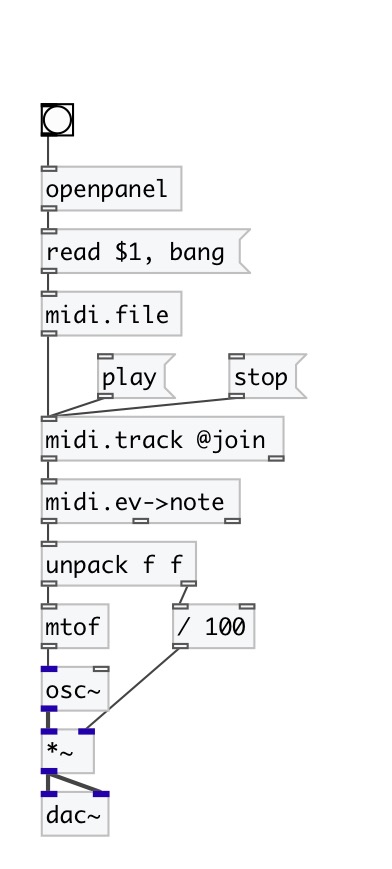 openpanel
read $1, bang
midi.file
play
stop
midi.track @join
midi.ev->note
unpack f f
mtof
/ 100
osc~
*~
dac~